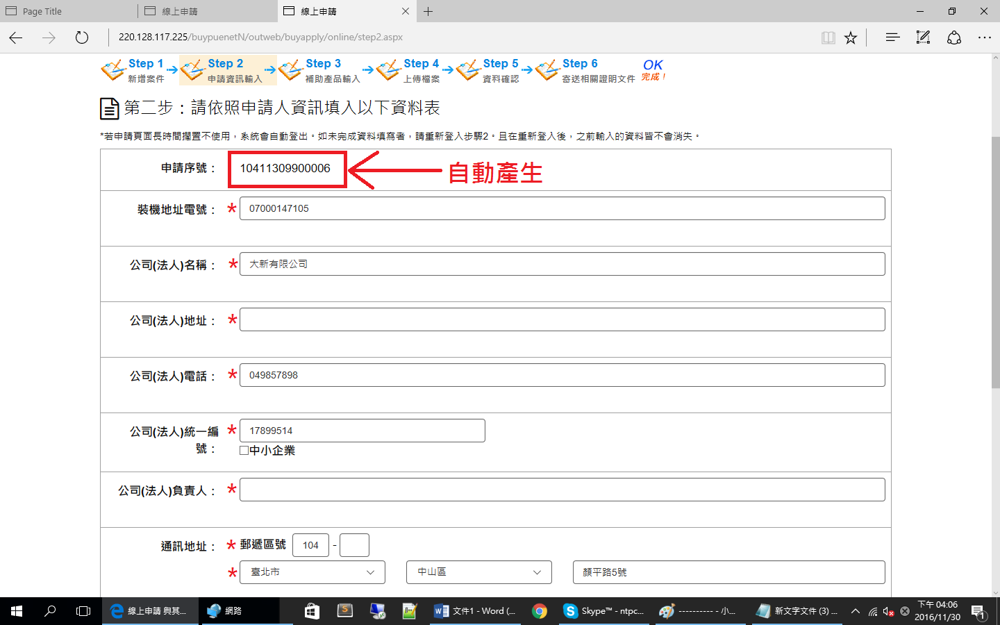 Page Title
線上申請
線上申請
220.128.117.225/buypuenetN/outweb/buyapply/online/step2.aspx
Step 1
新增案件
Step 2
申請資訊輸入
Step 3
補助產品輸入
Step 4
上傳檔案
Step 5
資料確認
Step 6
寄送相關證明文件
OK
完成！
第二步：請依照申請人資訊填入以下資料表
*若申請頁面長時間擱置不使用，系統會自動登出。如未完成資料填寫者，請重新登入步驟2。且在重新登入後，之前輸入的資料皆不會消失。
申請序號： 10411309900006 自動產生
裝機地址電號： * 07000147105
公司(法人)名稱： * 大新有限公司
公司(法人)地址： *
公司(法人)電話： * 049857898
公司(法人)統一編號： * 17899514
中小企業
公司(法人)負責人： *
通訊地址： * 郵遞區號 104 -
* 臺北市 中山區 顏平路5號
線上申請 與其...
網路
文件1 - Word (...
Skype™ - ntpc...
---------- - 小...
新文字文件 (3) ...
下午 04:06
2016/11/30
1